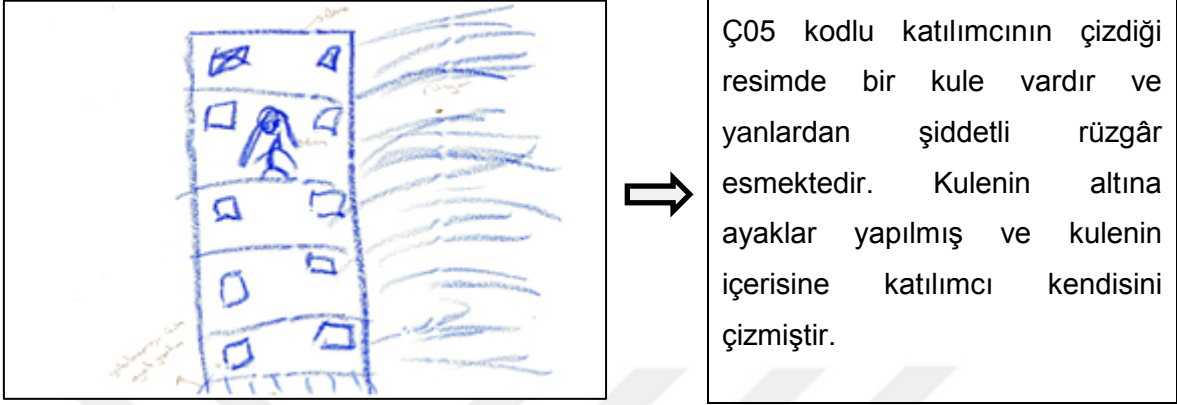 Ç05 kodlu katılımcının çizdiği
resimde bir kule vardır ve
yanlardan şiddetli rüzgâr
esmektedir. Kulenin altına
ayaklar yapılmış ve kulenin
içerisine katılımcı kendisini
çizmiştir.